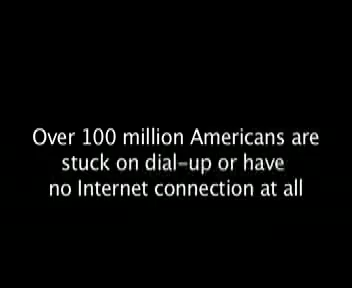 Over 100 million Americans are
stuck on dial-up or have
no Internet connection at all